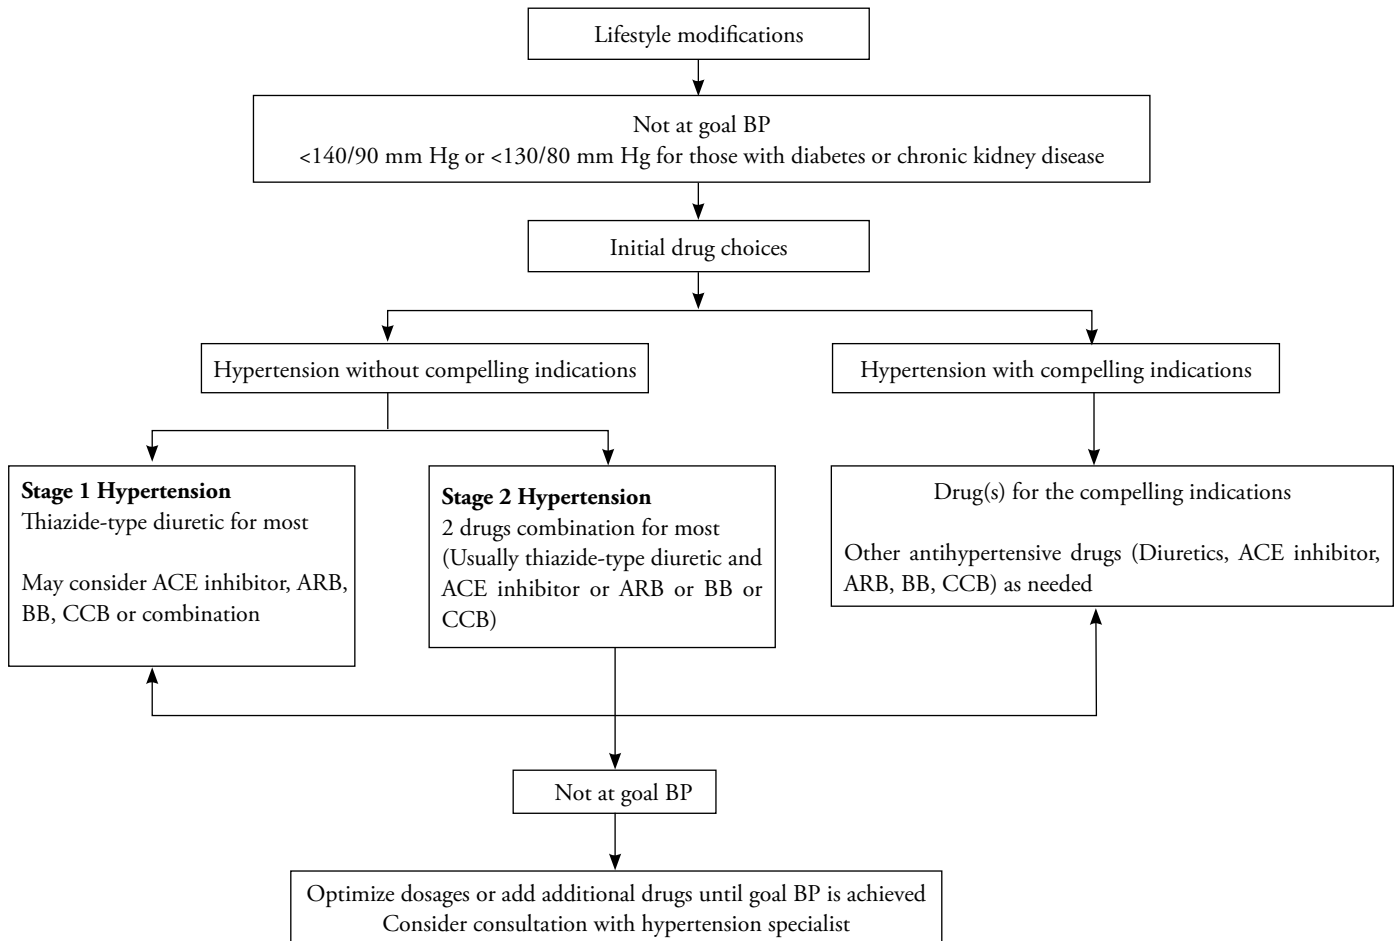 Lifestyle modifications
Not at goal BP
<140/90 mm Hg or <130/80 mm Hg for those with diabetes or chronic kidney disease
Initial drug choices
Hypertension without compelling indications
Hypertension with compelling indications
Stage 1 Hypertension
Thiazide-type diuretic for most
May consider ACE inhibitor, ARB,
BB, CCB or combination
Stage 2 Hypertension
2 drugs combination for most
(Usually thiazide-type diuretic and
ACE inhibitor or ARB or BB or
CCB)
Drug(s) for the compelling indications
Other antihypertensive drugs (Diuretics, ACE inhibitor,
ARB, BB, CCB) as needed
Not at goal BP
Optimize dosages or add additional drugs until goal BP is achieved
Consider consultation with hypertension specialist